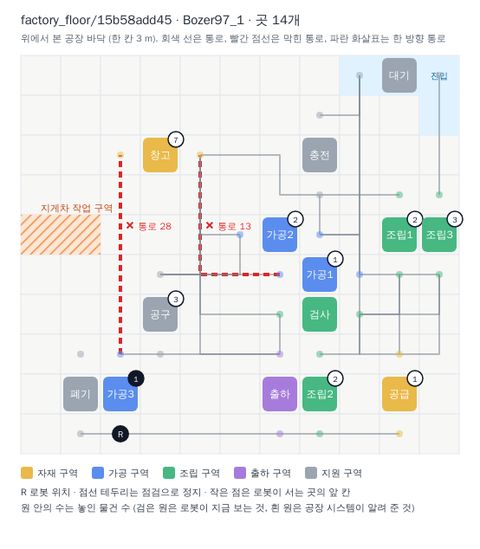 factory_floor/15b58add45 · Bozer97_1 · 곳 14개
위에서 본 공장 바닥 (한 칸 3 m). 회색 선은 통로, 빨간 점선은 막힌 통로, 파란 화살표는 한 방향 통로
대기
창고 7
충전
지게차 작업 구역
× 통로 28
× 통로 13
가공2 2
조립1 2
조립3 3
가공1 1
공구 3
검사
폐기
가공3 1
출하
조립2 2
공급 1
R
자재 구역
가공 구역
조립 구역
출하 구역
지원 구역
R 로봇 위치 · 점선 테두리는 점검으로 정지 · 작은 점은 로봇이 서는 곳의 앞 칸
원 안의 수는 놓인 물건 수 (검은 원은 로봇이 지금 보는 것, 흰 원은 공장 시스템이 알려 준 것)